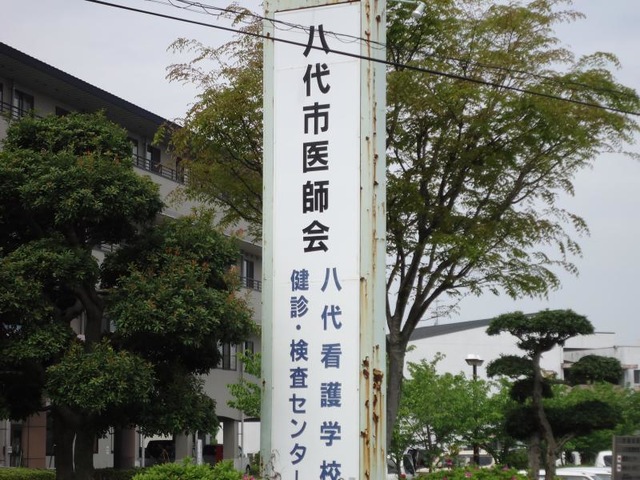 八代市医師会
八代看護学校
健診・検査センター